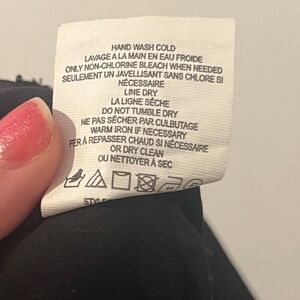 HAND WASH COLD
LAVAGE A LA MAIN EN EAU FROIDE
ONLY NON-CHLORINE BLEACH WHEN NEEDED
SEULEMENT UN JAVELLISANT SANS CHLORE SI
NÉCESSAIRE
LINE DRY
LA LIGNE SÈCHE
DO NOT TUMBLE DRY
NE PAS SÉCHER PAR CULBUTAGE
WARM IRON IF NECESSARY
FER À REPASSER CHAUD SI NÉCESSAIRE
OR DRY CLEAN
OU NETTOYER À SEC
STYLE